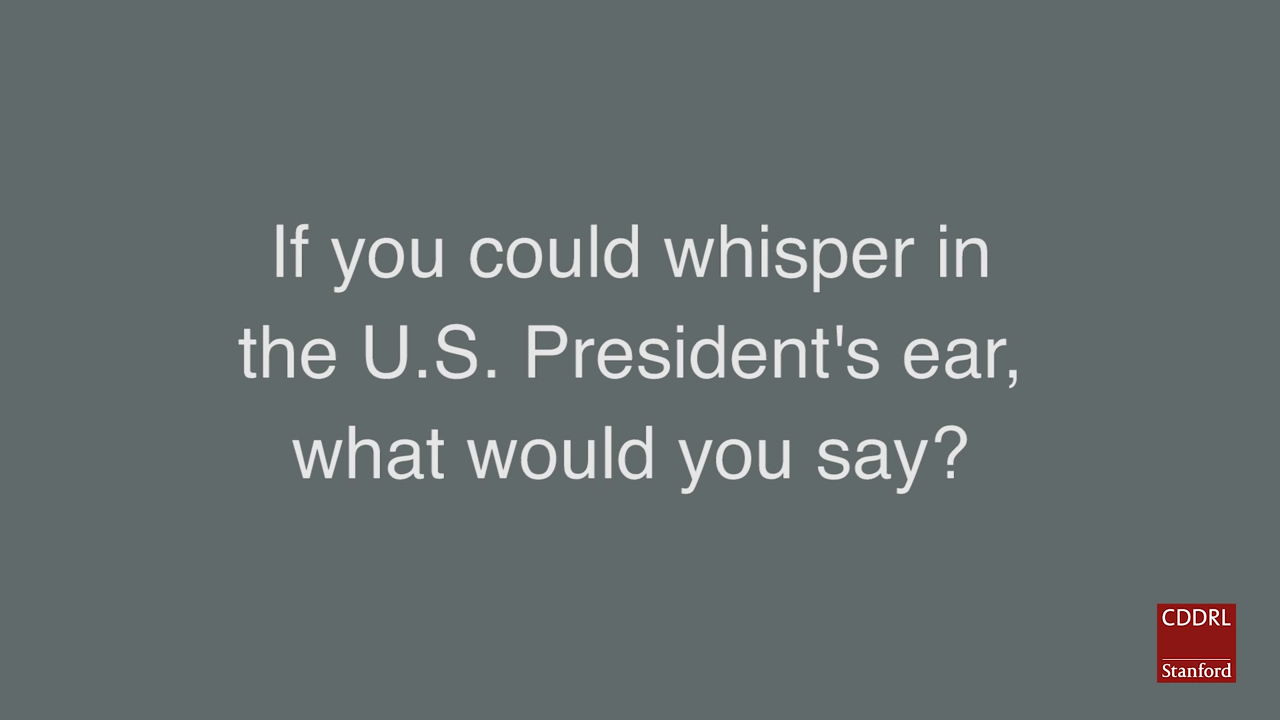 If you could whisper in
the U.S. President's ear,
what would you say?
CDDRL
Stanford